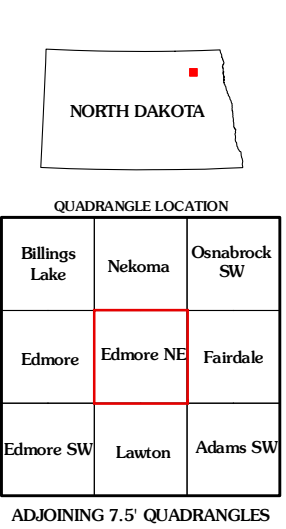 NORTH DAKOTA
QUADRANGLE LOCATION
Billings
Lake
Nekoma
Osnabrock
SW
Edmore
Edmore NE
Fairdale
Edmore SW
Lawton
Adams SW
ADJOINING 7.5' QUADRANGLES